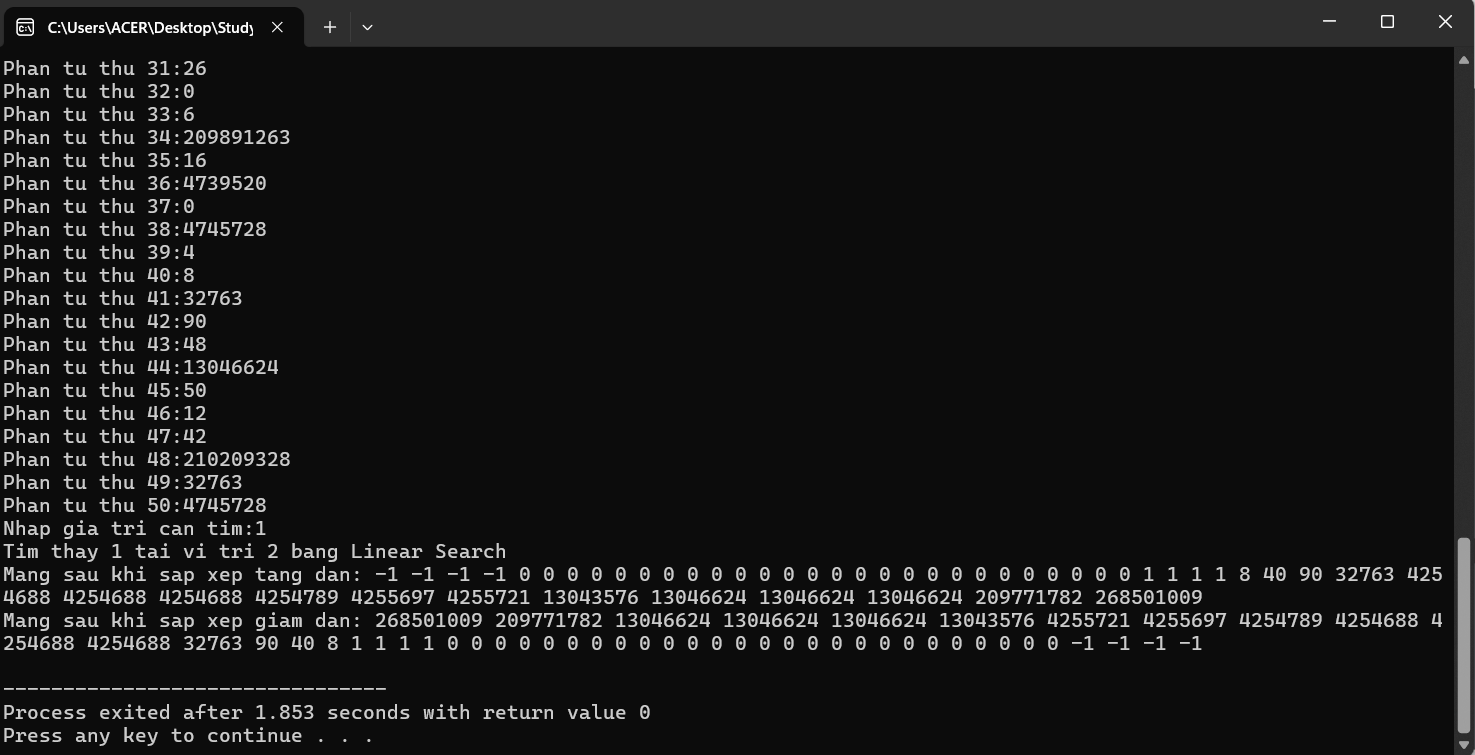 C:\Users\ACER\Desktop\Study
Phan tu thu 31:26
Phan tu thu 32:0
Phan tu thu 33:6
Phan tu thu 34:209891263
Phan tu thu 35:16
Phan tu thu 36:4739520
Phan tu thu 37:0
Phan tu thu 38:4745728
Phan tu thu 39:4
Phan tu thu 40:8
Phan tu thu 41:32763
Phan tu thu 42:90
Phan tu thu 43:48
Phan tu thu 44:13046624
Phan tu thu 45:50
Phan tu thu 46:12
Phan tu thu 47:42
Phan tu thu 48:210209328
Phan tu thu 49:32763
Phan tu thu 50:4745728
Nhap gia tri can tim:1
Tim thay 1 tai vi tri 2 bang Linear Search
Mang sau khi sap xep tang dan: -1 -1 -1 -1 0 0 0 0 0 0 0 0 0 0 0 0 0 0 0 0 0 0 0 0 0 0 0 0 0 0 1 1 1 1 8 40 90 32763 425
4688 4254688 4254688 4254789 4255697 4255721 13043576 13046624 13046624 13046624 209771782 268501009
Mang sau khi sap xep giam dan: 268501009 209771782 13046624 13046624 13046624 13043576 4255721 4255697 4254789 4254688 4
254688 4254688 32763 90 40 8 1 1 1 1 0 0 0 0 0 0 0 0 0 0 0 0 0 0 0 0 0 0 0 0 0 0 0 0 0 0 -1 -1 -1 -1
--------------------------------
Process exited after 1.853 seconds with return value 0
Press any key to continue . . .